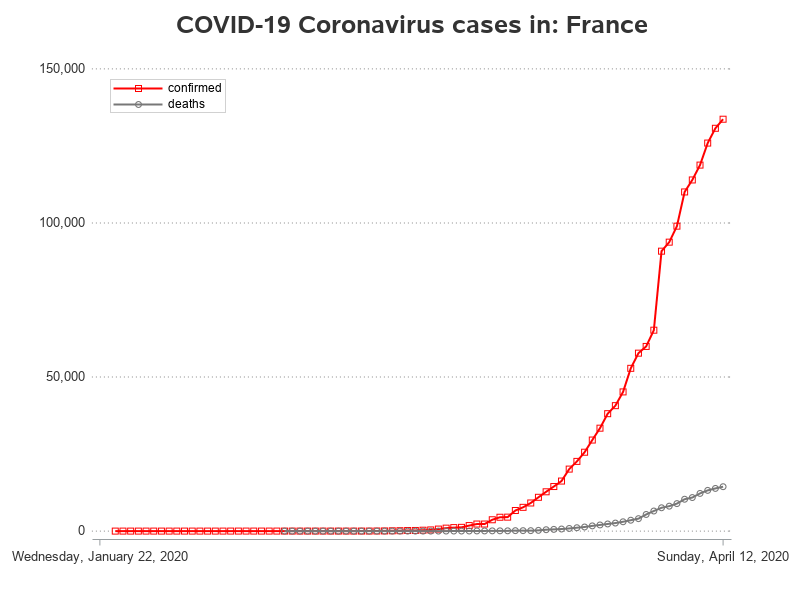 COVID-19 Coronavirus cases in: France
150,000
confirmed
deaths
100,000
50,000
0
Wednesday, January 22, 2020
Sunday, April 12, 2020